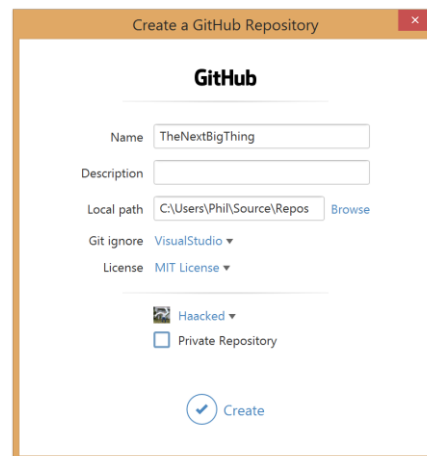 Create a GitHub Repository
GitHub
Name TheNextBigThing
Description
Local path C:\Users\Phil\Source\Repos Browse
Git ignore VisualStudio
License MIT License
Haacked
Private Repository
Create